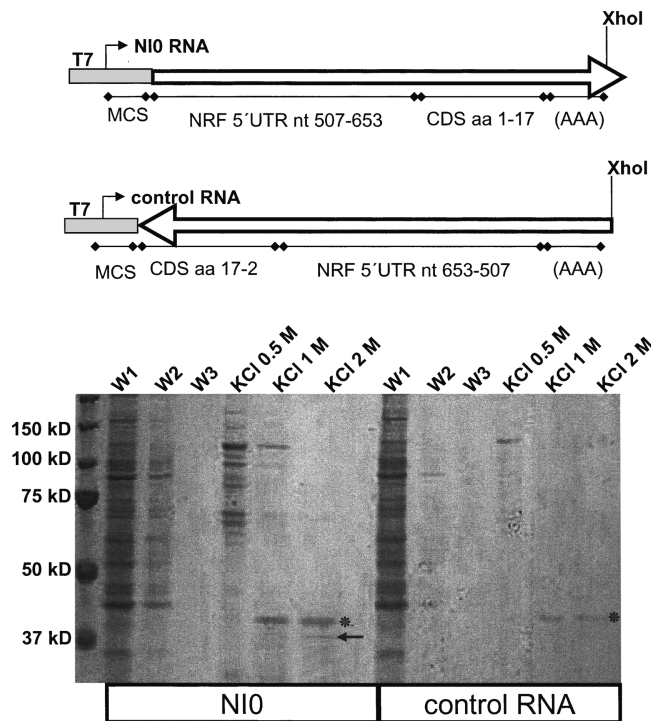 XhoI
T7
NI0 RNA
MCS
NRF 5´UTR nt 507-653
CDS aa 1-17
(AAA)
XhoI
T7
control RNA
MCS
CDS aa 17-2
NRF 5´UTR nt 653-507
(AAA)
W1 W2 W3 KCl 0.5 M KCl 1 M KCl 2 M W1 W2 W3 KCl 0.5 M KCl 1 M KCl 2 M
150 kD
100 kD
75 kD
50 kD
*
*
37 kD
NI0
control RNA